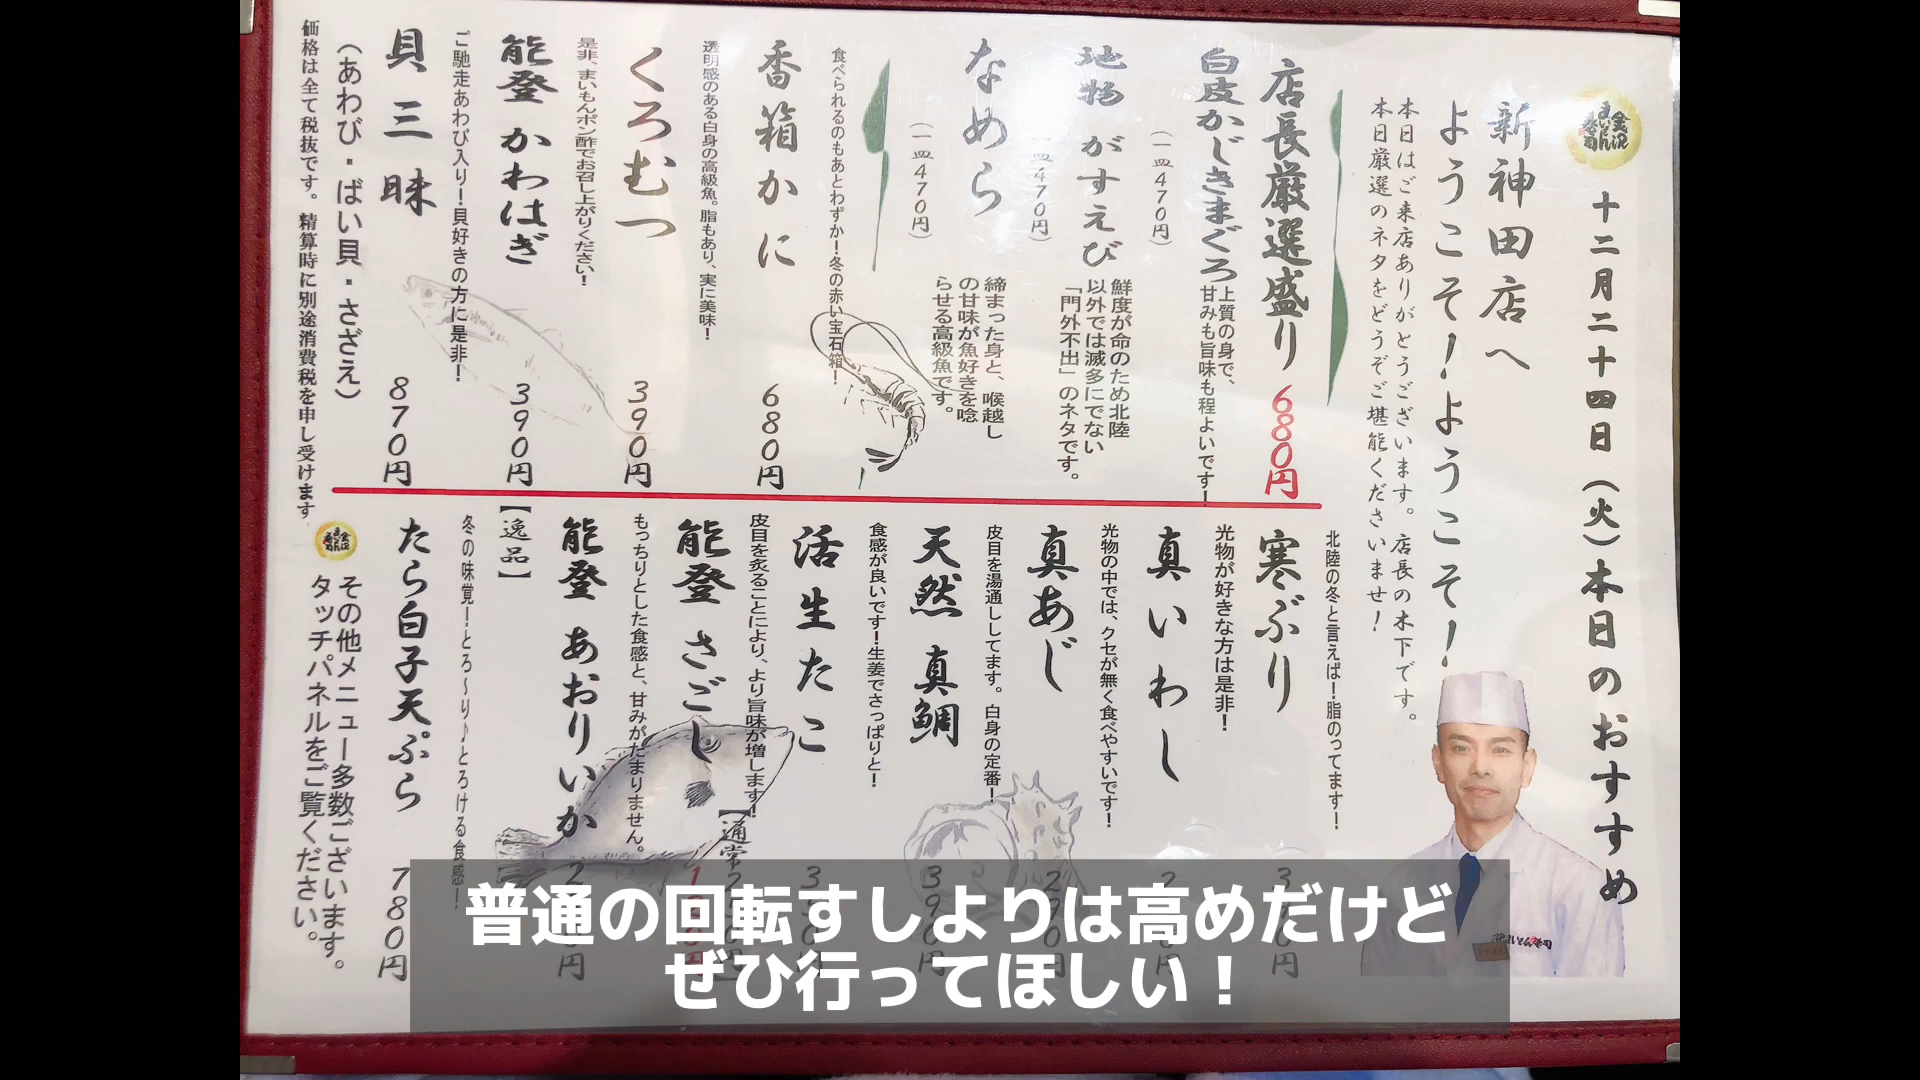 十二月二十四日（火）本日のおすすめ
新神田店へ
ようこそ！ようこそ！
本日はご来店ありがとうございます。店長の木下です。
本日厳選のネタをどうぞご堪能くださいませ！
店長厳選盛り 680円
白皮かじきまぐろ
上質の身で、
甘みも旨味も程よいです！
（一皿470円）
地物 がすえび
鮮度が命のため北陸
以外では滅多にでない
「門外不出」のネタです。
（一皿470円）
なめら
締まった身と、喉越し
の甘味が魚好きを唸
らせる高級魚です。
（一皿470円）
食べられるのもあとわずか！冬の赤い宝石箱！
香箱かに 680円
透明感のある白身の高級魚。脂もあり、実に美味！
くろむつ 390円
是非、まいもんポン酢でお召し上がりください！
能登 かわはぎ 390円
ご馳走あわび入り！貝好きの方に是非！
貝三昧 870円
（あわび・ばい貝・さざえ）
価格は全て税抜です。精算時に別途消費税を申し受けます
北陸の冬と言えば！脂のってます！
寒ぶり
光物が好きな方は是非！
真いわし
光物の中では、クセが無く食べやすいです！
真あじ
皮目を湯通ししてます。白身の定番！
天然 真鯛
食感が良いです！生姜でさっぱりと！
活生たこ
皮目を炙ることにより、より旨味が増します！
能登 さごし
もっちりとした食感と、甘みがたまりません。
能登 あおりいか
【逸品】
冬の味覚！とろ～り♪とろける食感！
たら白子天ぷら 780円
その他メニュー多数ございます。
タッチパネルをご覧ください。
普通の回転すしよりは高めだけど
ぜひ行ってほしい！